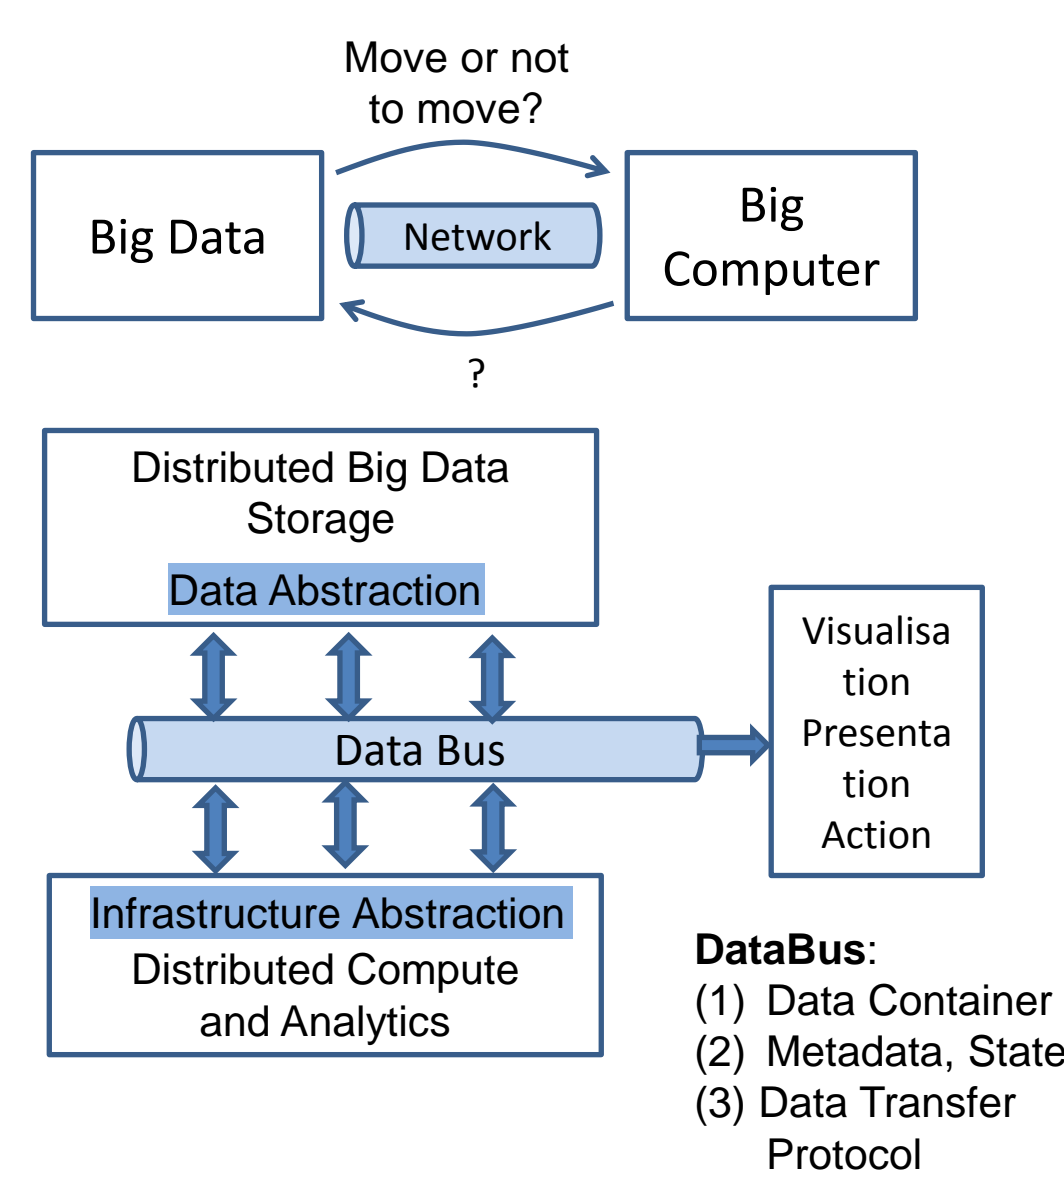 Move or not
to move?
Big Data
Network
Big
Computer
?
Distributed Big Data
Storage
Data Abstraction
Data Bus
Visualisa
tion
Presenta
tion
Action
Infrastructure Abstraction
Distributed Compute
and Analytics
DataBus:
(1) Data Container
(2) Metadata, State
(3) Data Transfer
Protocol